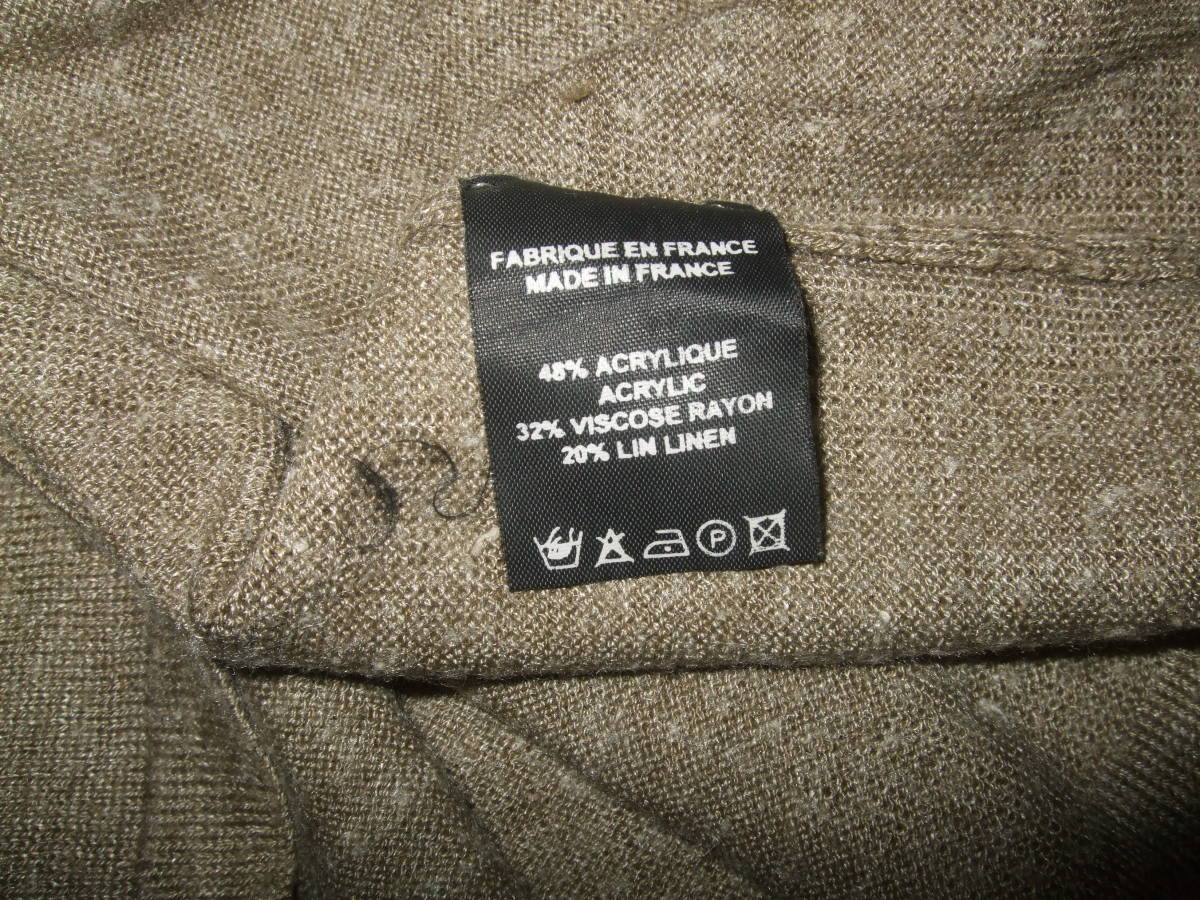 FABRIQUE EN FRANCE
MADE IN FRANCE
48% ACRYLIQUE
ACRYLIC
32% VISCOSE RAYON
20% LIN LINEN
P